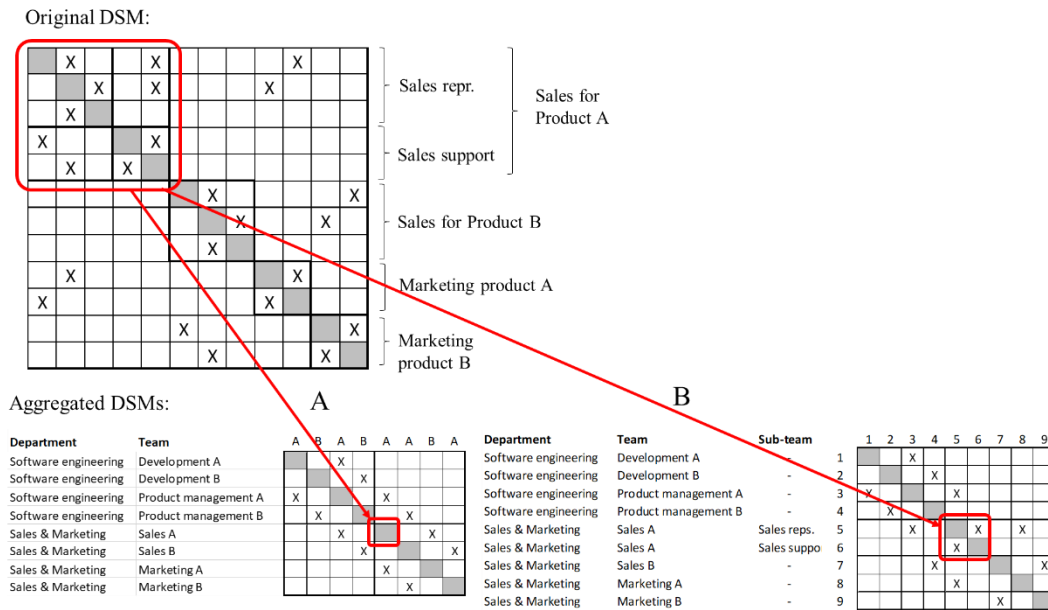 Original DSM:
X X X
X X X
X
X X
X X
X X
X X
X
X X
X X
X X
X X
Sales repr.
Sales support
Sales for
Product A
Sales for Product B
Marketing product A
Marketing
product B
A
B
Aggregated DSMs:
Department Team A B A B A A B A
Software engineering Development A X
Software engineering Development B X
Software engineering Product management A X X
Software engineering Product management B X X
Sales & Marketing Sales A X X
Sales & Marketing Sales B X X
Sales & Marketing Marketing A X
Sales & Marketing Marketing B X
Department Team Sub-team 1 2 3 4 5 6 7 8 9
Software engineering Development A - 1 X
Software engineering Development B - 2 X
Software engineering Product management A - 3 X X
Software engineering Product management B - 4 X
Sales & Marketing Sales A Sales reps. 5 X X X
Sales & Marketing Sales A Sales suppo 6 X
Sales & Marketing Sales B - 7 X X
Sales & Marketing Marketing A - 8 X
Sales & Marketing Marketing B - 9 X